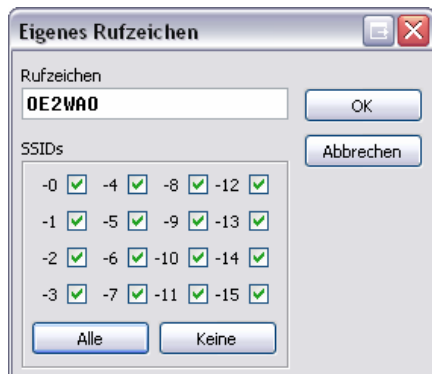 Eigenes Rufzeichen
Rufzeichen
OE2WAO
OK
Abbrechen
SSIDs
-0 -4 -8 -12
-1 -5 -9 -13
-2 -6 -10 -14
-3 -7 -11 -15
Alle Keine